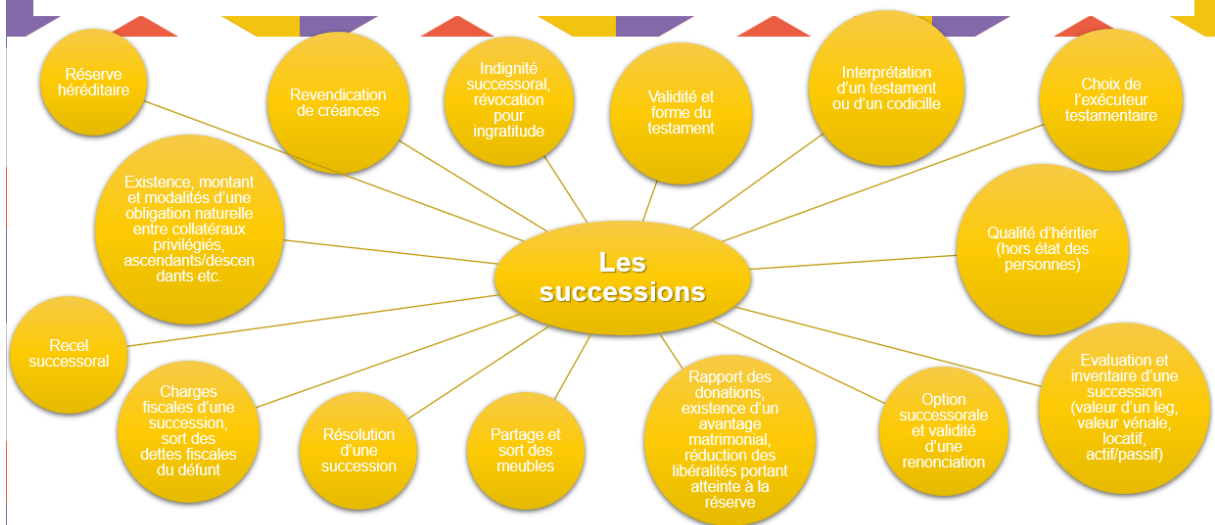 Réserve
héréditaire
Revendication
de créances
Indignité
successoral,
révocation
pour
ingratitude
Validité et
forme du
testament
Interprétation
d'un testament
ou d'un codicille
Choix de
l'exécuteur
testamentaire
Existence, montant
et modalités d'une
obligation naturelle
entre collatéraux
privilégiés,
ascendants/descen
dants etc.
Les
successions
Qualité d'héritier
(hors état des
personnes)
Recel
successoral
Charges
fiscales d'une
succession,
sort des
dettes fiscales
du défunt
Résolution
d'une
succession
Partage et
sort des
meubles
Rapport des
donations,
existence d'un
avantage
matrimonial,
réduction des
libéralités portant
atteinte à la
réserve
Option
successorale
et validité
d'une
renonciation
Evaluation et
inventaire d'une
succession
(valeur d'un leg,
valeur vénale,
locatif,
actif/passif)